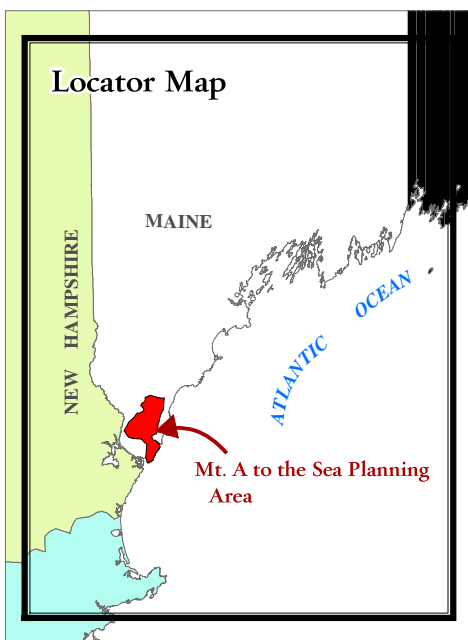 Locator Map
MAINE
NEW HAMPSHIRE
ATLANTIC OCEAN
Mt. A to the Sea Planning
Area